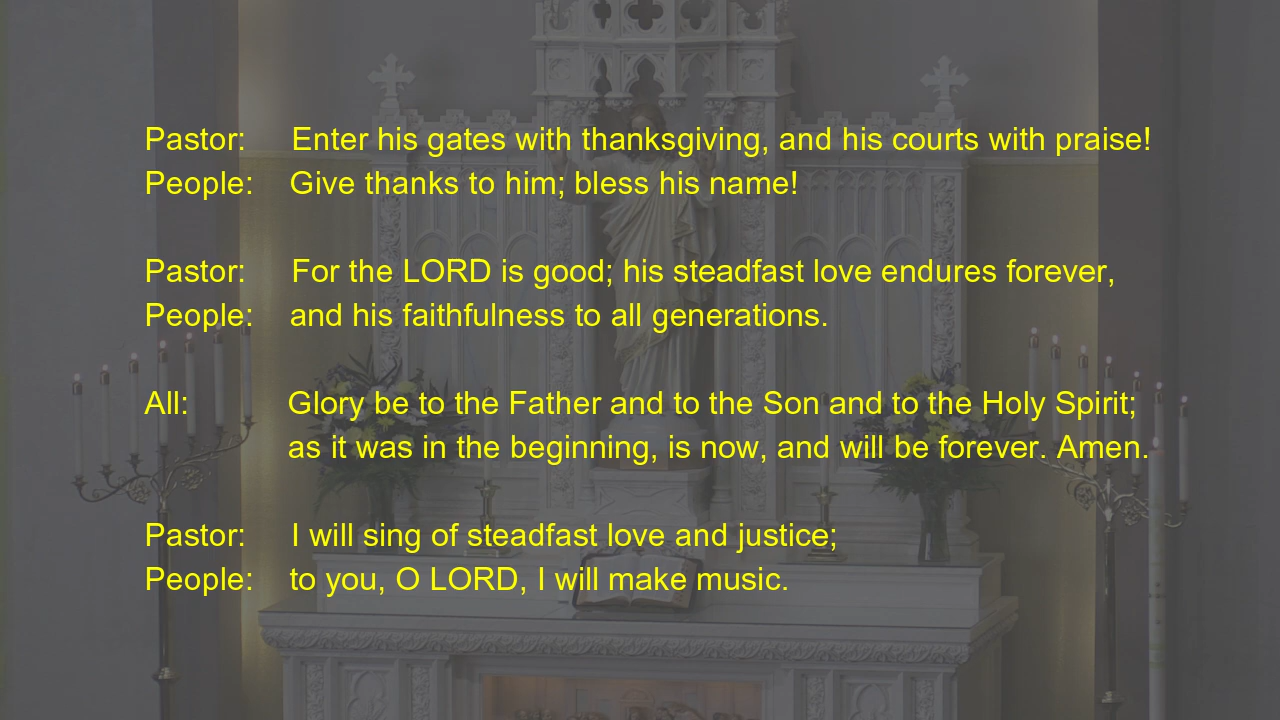 Pastor: Enter his gates with thanksgiving, and his courts with praise!
People: Give thanks to him; bless his name!
Pastor: For the LORD is good; his steadfast love endures forever,
People: and his faithfulness to all generations.
All: Glory be to the Father and to the Son and to the Holy Spirit;
as it was in the beginning, is now, and will be forever. Amen.
Pastor: I will sing of steadfast love and justice;
People: to you, O LORD, I will make music.